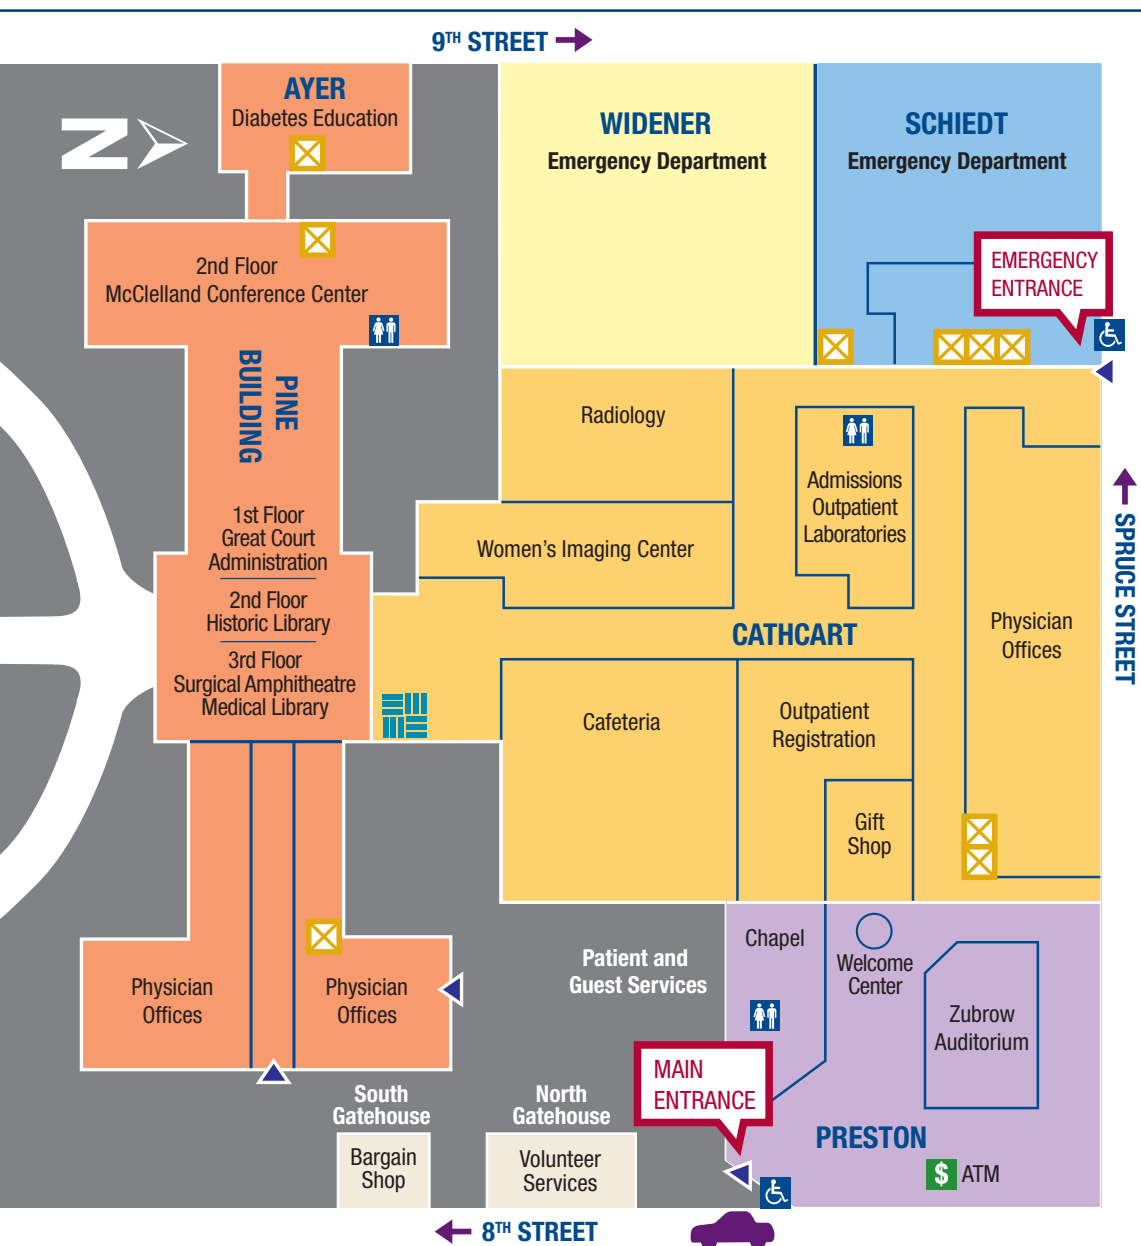 9TH STREET
AYER
Diabetes Education
N
WIDENER
Emergency Department
SCHIEDT
Emergency Department
EMERGENCY
ENTRANCE
2nd Floor
McClelland Conference Center
PINE
BUILDING
Radiology
Admissions
Outpatient
Laboratories
1st Floor
Great Court
Administration
2nd Floor
Historic Library
3rd Floor
Surgical Amphitheatre
Medical Library
Women’s Imaging Center
SPRUCE STREET
CATHCART
Physician
Offices
Cafeteria
Outpatient
Registration
Gift
Shop
Physician
Offices
Physician
Offices
Patient and
Guest Services
Chapel
Welcome
Center
Zubrow
Auditorium
MAIN
ENTRANCE
PRESTON
$ ATM
South
Gatehouse
Bargain
Shop
North
Gatehouse
Volunteer
Services
8TH STREET